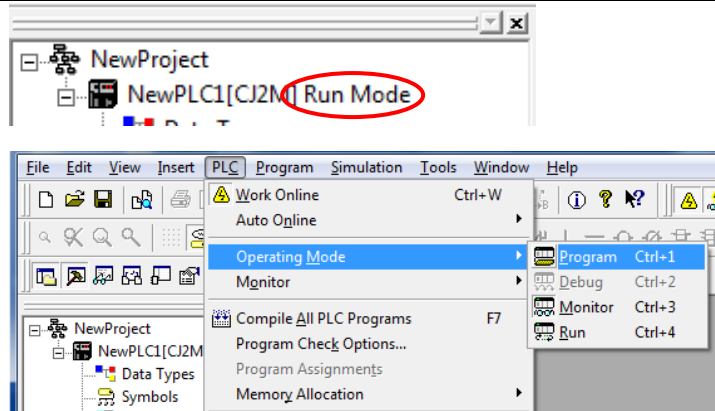 NewProject
NewPLC1[CJ2M] Run Mode
File Edit View Insert PLC Program Simulation Tools Window Help
Work Online Ctrl+W
Auto Online
Operating Mode
Program Ctrl+1
Monitor
Debug Ctrl+2
Monitor Ctrl+3
Compile All PLC Programs F7
Run Ctrl+4
NewProject
Program Check Options...
NewPLC1[CJ2M
Program Assignments
Data Types
Memory Allocation
Symbols